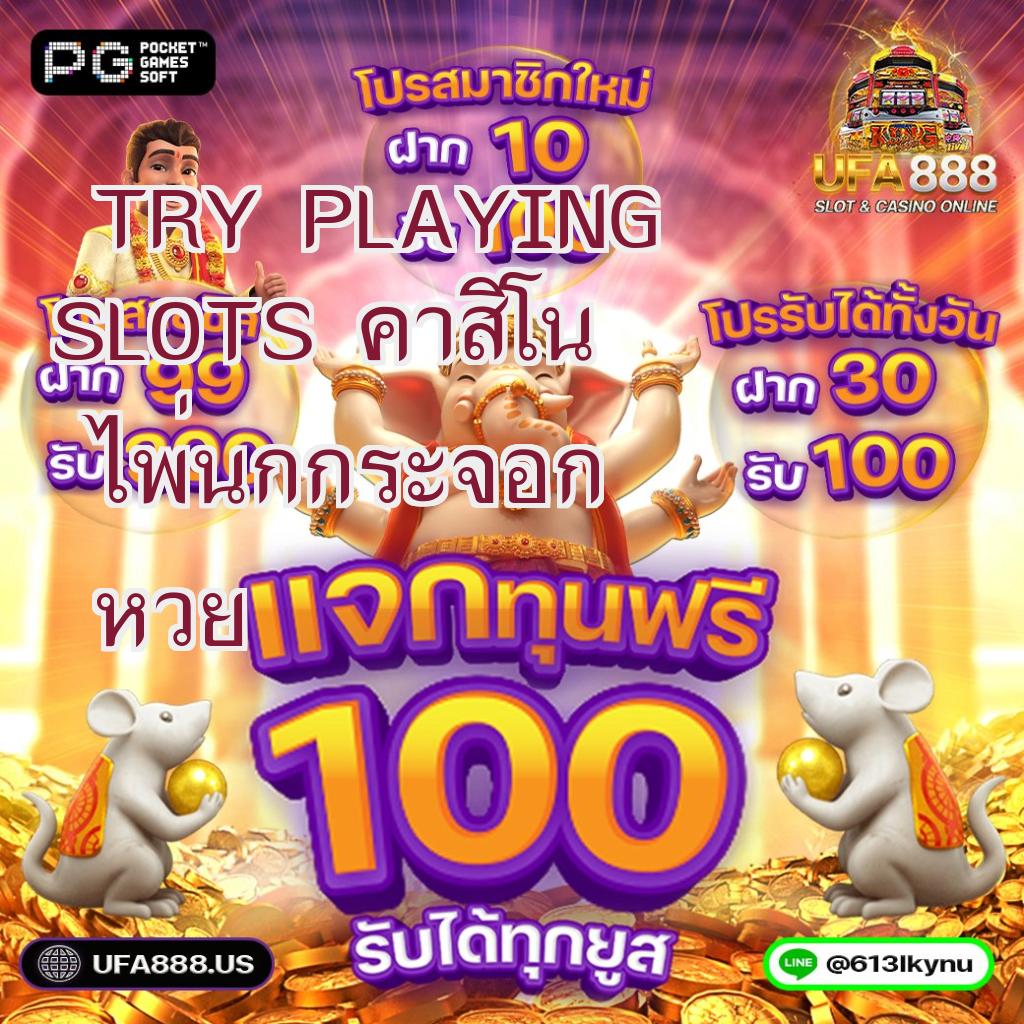 PG POCKET GAMES SOFT™
โปรสมาชิกใหม่
ฝาก 10
UFA888
SLOT & CASINO ONLINE
TRY PLAYING
SLOTS คาสิโน
ไพ่นกกระจอก
หวย
ฝาก 99
รับ
โปรรับได้ทั้งวัน
ฝาก 30
รับ 100
แจกทุนฟรี
100
รับได้ทุกยูส
UFA888.US
LINE @613lkynu